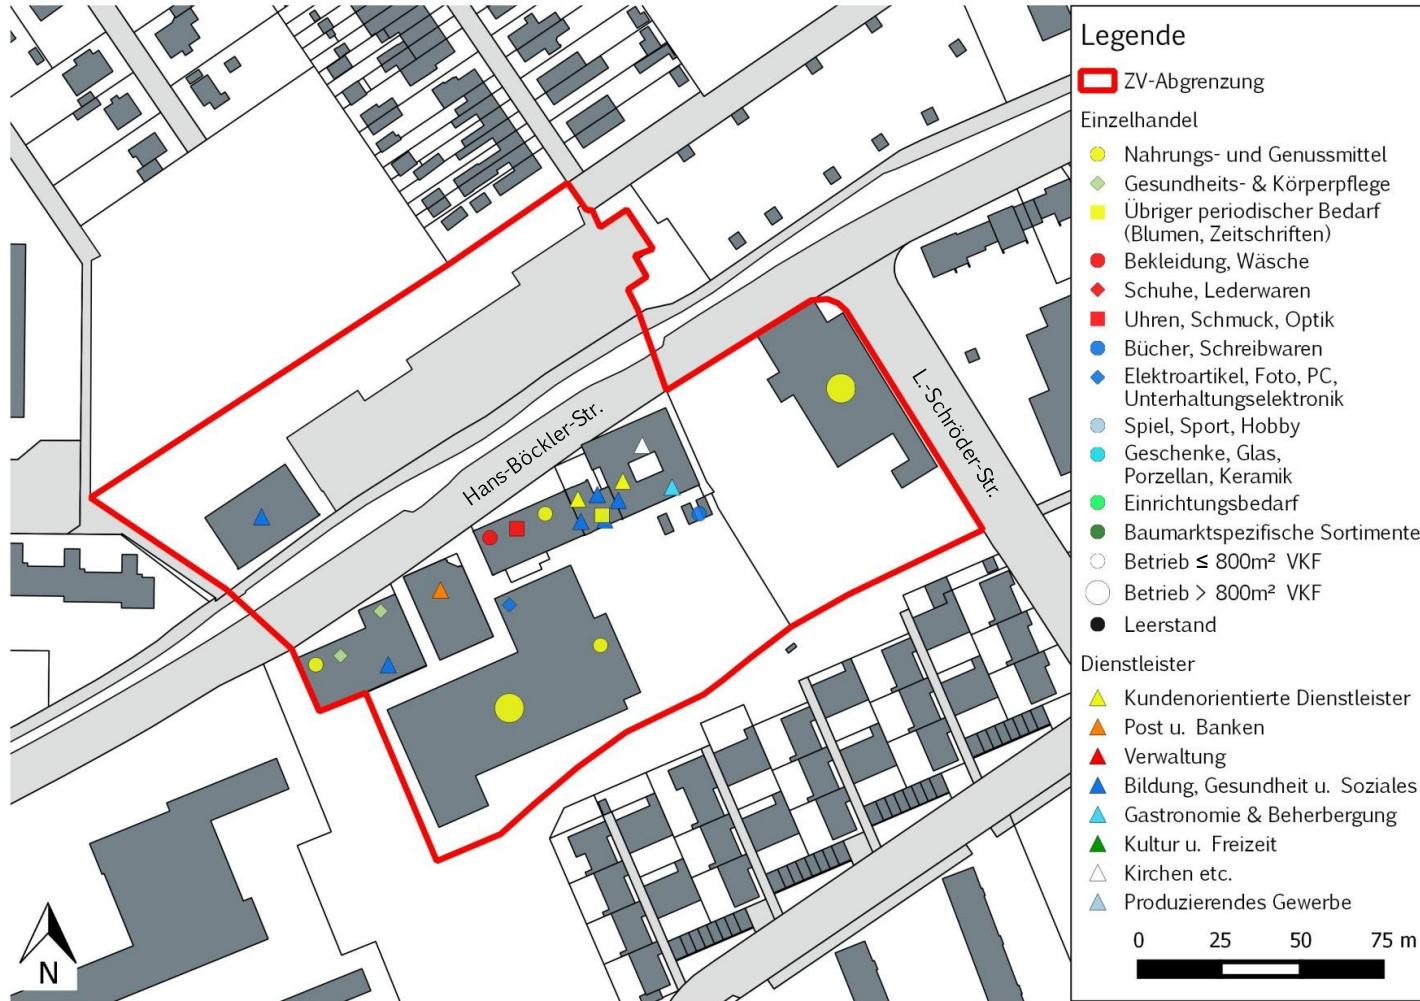 Legende
ZV-Abgrenzung
Einzelhandel
Nahrungs- und Genussmittel
Gesundheits- & Körperpflege
Übriger periodischer Bedarf
(Blumen, Zeitschriften)
Bekleidung, Wäsche
Schuhe, Lederwaren
Uhren, Schmuck, Optik
Bücher, Schreibwaren
Elektroartikel, Foto, PC,
Unterhaltungselektronik
Spiel, Sport, Hobby
Geschenke, Glas,
Porzellan, Keramik
Einrichtungsbedarf
Baumarktspezifische Sortimente
Betrieb ≤ 800m² VKF
Betrieb > 800m² VKF
Leerstand
Dienstleister
Kundenorientierte Dienstleister
Post u. Banken
Verwaltung
Bildung, Gesundheit u. Soziales
Gastronomie & Beherbergung
Kultur u. Freizeit
Kirchen etc.
Produzierendes Gewerbe
0 25 50 75 m
Hans-Böckler-Str.
L.-Schröder-Str.
N